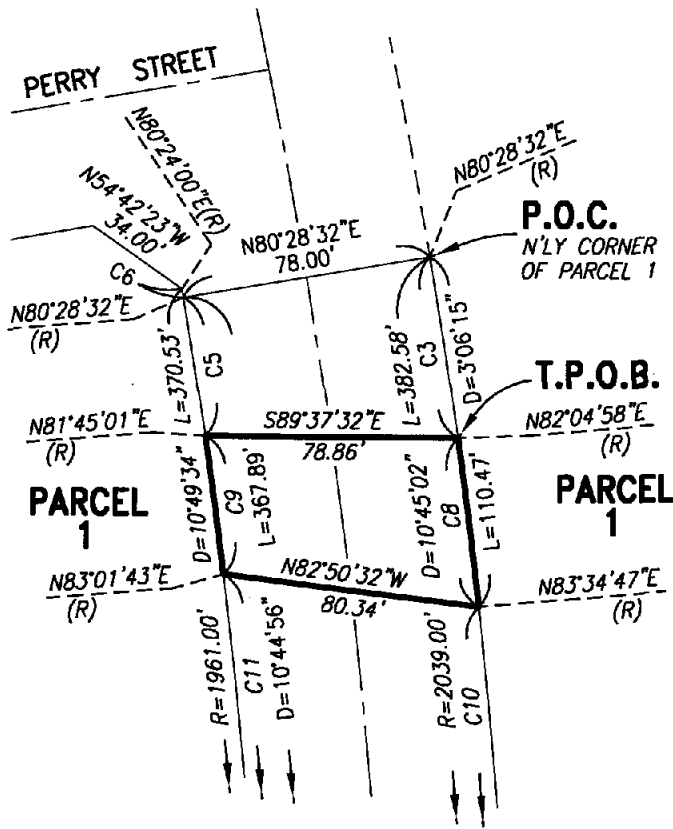 PERRY STREET
N80°24'00"E(R)
N54°42'23"W
34.00'
N80°28'32"E
78.00'
N80°28'32"E
(R)
P.O.C.
N'LY CORNER
OF PARCEL 1
C6
N80°28'32"E
(R)
L=370.53'
C5
L=382.58'
C3
D=3°06'15"
T.P.O.B.
N81°45'01"E
(R)
S89°37'32"E
78.86'
N82°04'58"E
(R)
PARCEL
1
D=10°49'34"
C9
L=367.89'
D=10°45'02"
C8
L=110.47'
PARCEL
1
N83°01'43"E
(R)
N82°50'32"W
80.34'
N83°34'47"E
(R)
R=1961.00'
C11
D=10°44'56"
R=2039.00'
C10